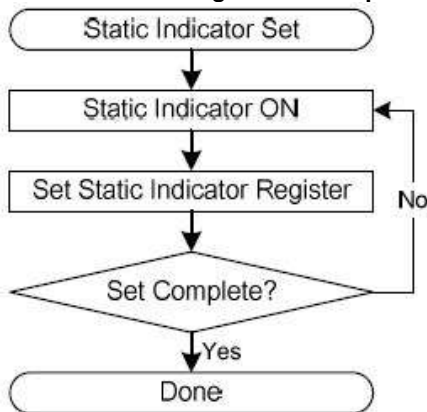 Static Indicator Set
Static Indicator ON
Set Static Indicator Register
No
Set Complete?
Yes
Done